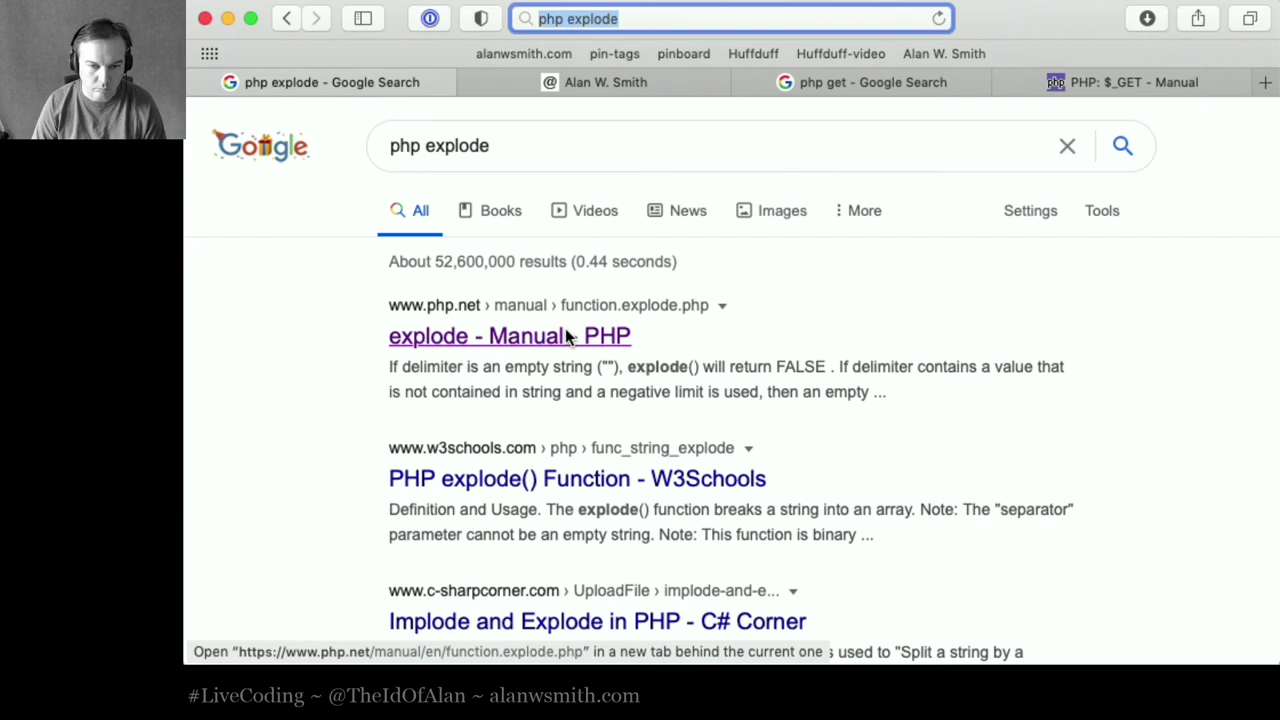 php explode
alanwsmith.com pin-tags pinboard Huffduff Huffduff-video Alan W. Smith
php explode - Google Search @ Alan W. Smith php get - Google Search php PHP: $_GET - Manual
Google php explode
All Books Videos News Images More Settings Tools
About 52,600,000 results (0.44 seconds)
www.php.net › manual › function.explode.php
explode - Manual - PHP
If delimiter is an empty string (""), explode() will return FALSE . If delimiter contains a value that
is not contained in string and a negative limit is used, then an empty ...
www.w3schools.com › php › func_string_explode
PHP explode() Function - W3Schools
Definition and Usage. The explode() function breaks a string into an array. Note: The "separator"
parameter cannot be an empty string. Note: This function is binary ...
www.c-sharpcorner.com › UploadFile › implode-and-e...
Implode and Explode in PHP - C# Corner
Open "https://www.php.net/manual/en/function.explode.php" in a new tab behind the current one s used to "Split a string by a
#LiveCoding ~ @TheIdOfAlan ~ alanwsmith.com